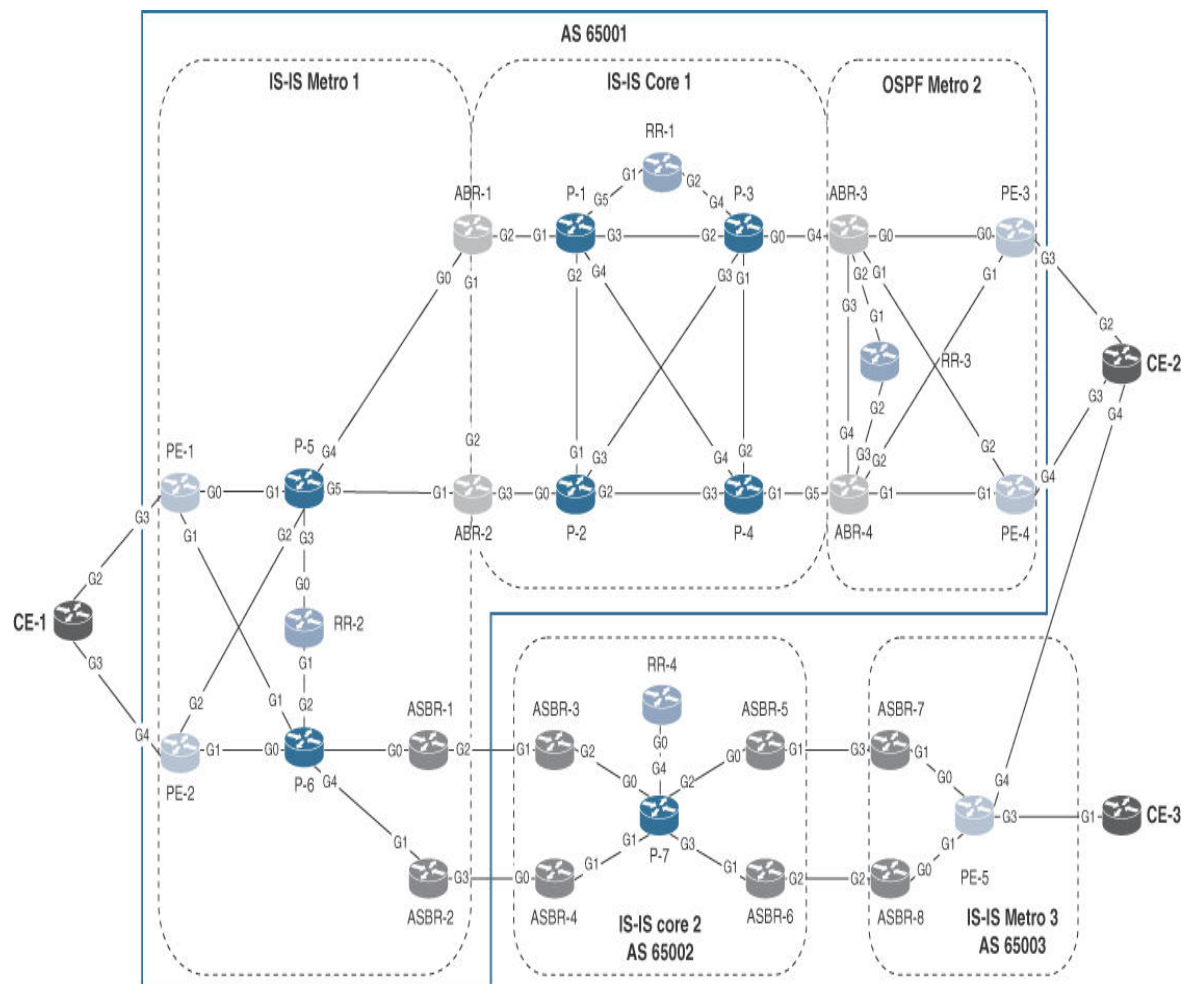 AS 65001
IS-IS Metro 1
IS-IS Core 1
OSPF Metro 2
RR-1
G1
G2
ABR-1
P-1
G5
G4
P-3
ABR-3
PE-3
G2
G1
G3
G2
G0
G4
G0
G0
G3
G0
G1
G2
G4
G3
G1
G3
G2
G1
G1
G2
G1
RR-3
CE-2
G3
G4
G2
PE-1
P-5
G4
G2
G1
G3
G4
G2
G4
G3
G2
G2
G0
G1
G5
G1
G3
G0
G2
G3
G1
G5
G1
G1
G4
G3
G1
G2
G3
ABR-2
P-2
P-4
ABR-4
PE-4
G2
G0
CE-1
RR-2
G3
G1
G2
G1
G2
RR-4
ASBR-1
ASBR-3
ASBR-5
ASBR-7
G4
G1
G0
G0
G2
G1
G2
G0
G4
G0
G2
G0
G1
G3
G1
G0
G4
PE-2
P-6
G4
G3
G1
CE-3
G1
G1
G1
P-7
G3
G1
G1
G0
PE-5
G3
G0
G2
G2
ASBR-2
ASBR-4
ASBR-6
ASBR-8
IS-IS core 2
AS 65002
IS-IS Metro 3
AS 65003